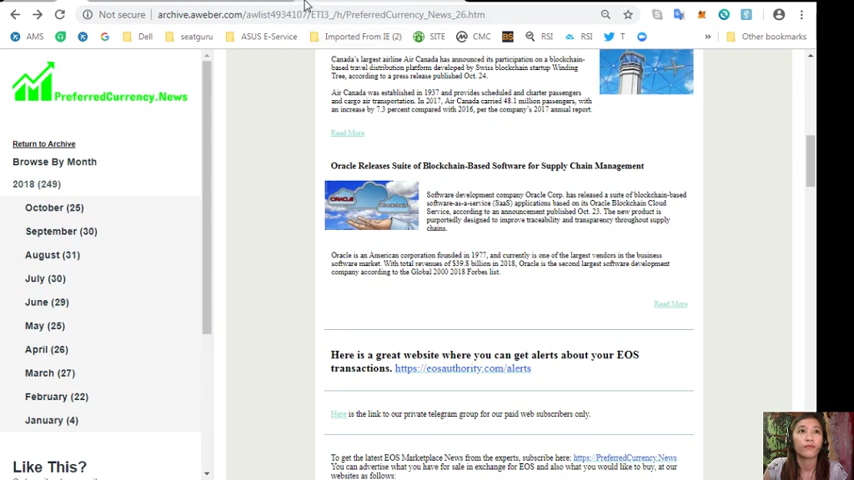 Not secure | archive.aweber.com/awlist4934107/ETI3_/h/PreferredCurrency_News_26.htm
AMS
Dell
seatguru
ASUS E-Service
Imported From IE (2)
SITE
CMC
BS
RSI
RSI
T
»
Other bookmarks
PreferredCurrency.News
Return to Archive
Browse By Month
2018 (249)
October (25)
September (30)
August (31)
July (30)
June (29)
May (25)
April (26)
March (27)
February (22)
January (4)
Like This?
Canada's largest airline Air Canada has announced its participation on a blockchain-
based travel distribution platform developed by Swiss blockchain startup Winding
Tree, according to a press release published Oct. 24.
Air Canada was established in 1937 and provides scheduled and charter passengers
and cargo air transportation. In 2017, Air Canada carried 48.1 million passengers, with
an increase by 7.3 percent compared with 2016, per the company's 2017 annual report.
Read More
Oracle Releases Suite of Blockchain-Based Software for Supply Chain Management
ORACLE
Blockchain
Software development company Oracle Corp. has released a suite of blockchain-based
software-as-a-service (SaaS) applications based on its Oracle Blockchain Cloud
Service, according to an announcement published Oct. 23. The new product is
purportedly designed to improve traceability and transparency throughout supply
chains.
Oracle is an American corporation founded in 1977, and currently is one of the largest vendors in the business
software market. With total revenues of $39.8 billion in 2018, Oracle is the second largest software development
company according to the Global 2000 2018 Forbes list.
Read More
Here is a great website where you can get alerts about your EOS
transactions. https://eosauthority.com/alerts
Here is the link to our private telegram group for our paid web subscribers only.
To get the latest EOS Marketplace News from the experts, subscribe here: https://PreferredCurrency.News
You can advertise what you have for sale in exchange for EOS and also what you would like to buy, at our
websites as follows: